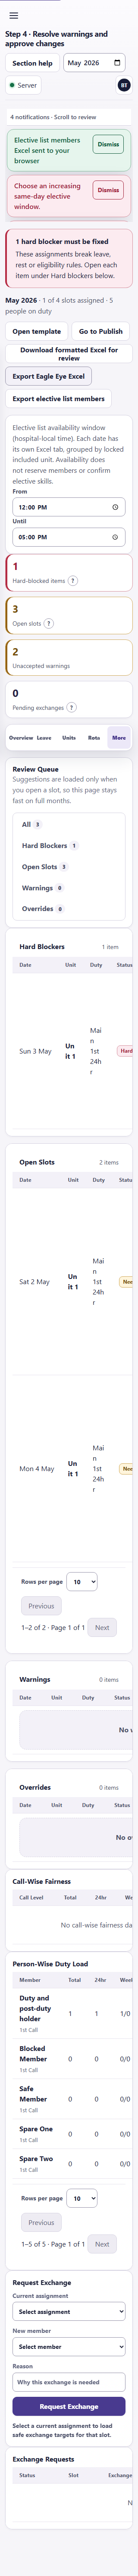 Step 4 · Resolve warnings and
approve changes
Section help
May 2026
Server
BT
4 notifications · Scroll to review
Elective list members
Excel sent to your
browser
Dismiss
Choose an increasing
same-day elective
window.
Dismiss
1 hard blocker must be fixed
These assignments break leave,
rest or eligibility rules. Open each
item under Hard blockers below.
May 2026 · 1 of 4 slots assigned · 5
people on duty
Open template
Go to Publish
Download formatted Excel for
review
Export Eagle Eye Excel
Export elective list members
Elective list availability window
(hospital-local time). Each date has
its own Excel tab, grouped by locked
included unit. Availability does
not reserve members or confirm
elective skills.
From
12:00 PM
Until
05:00 PM
1
Hard-blocked items ?
3
Open slots ?
2
Unaccepted warnings
0
Pending exchanges ?
Overview Leave Units Rota More
Review Queue
Suggestions are loaded only when
you open a slot, so this page stays
fast on full months.
All 3
Hard Blockers 1
Open Slots 3
Warnings 0
Overrides 0
Hard Blockers 1 item
Date Unit Duty Status
Sun 3 May Un
it 1 Mai
n
1st
24h
r Hard
Open Slots 2 items
Date Unit Duty Statu
Sat 2 May Un
it 1 Mai
n
1st
24h
r
Mon 4 May Un
it 1 Mai
n
1st
24h
r
Rows per page 10
Previous
1–2 of 2 · Page 1 of 1 Next
Warnings 0 items
Date Unit Duty Status
Overrides 0 items
Date Unit Duty Status
Call-Wise Fairness
Call Level Total 24hr
No call-wise fairness da
Person-Wise Duty Load
Member Total 24hr Week
Duty and
post-duty
holder
1st Call 1 1 1/0
Blocked
Member
1st Call 0 0 0/0
Safe
Member
1st Call 0 0 0/0
Spare One
1st Call 0 0 0/0
Spare Two
1st Call 0 0 0/0
Rows per page 10
Previous
1–5 of 5 · Page 1 of 1 Next
Request Exchange
Current assignment
Select assignment
New member
Select member
Reason
Why this exchange is needed
Request Exchange
Select a current assignment to load
safe exchange targets for that slot.
Exchange Requests
Status Slot Exchange